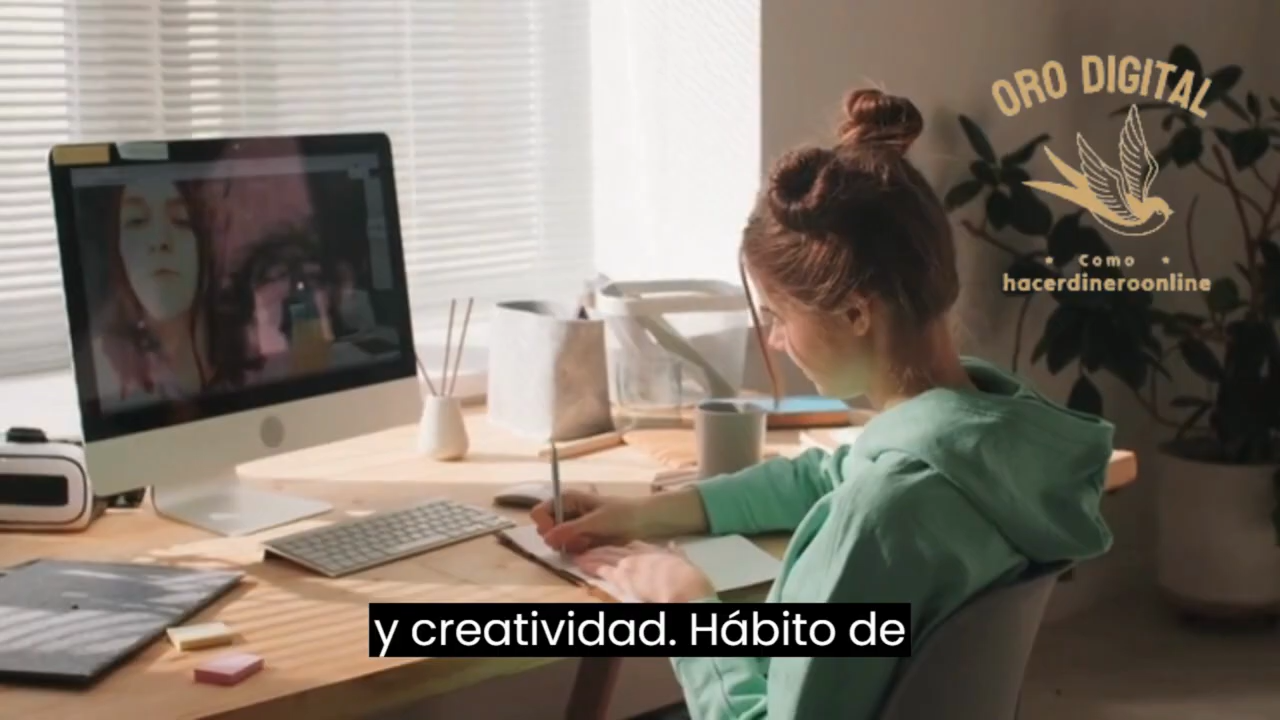 ORO DIGITAL
* Como *
hacerdineroonline
y creatividad. Hábito de